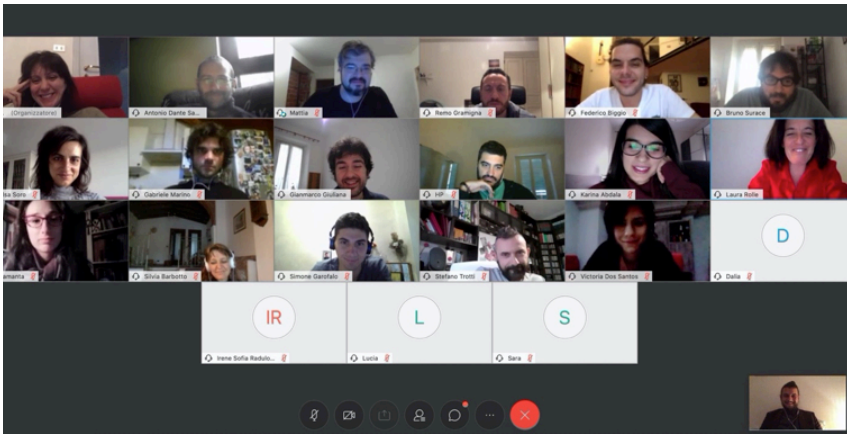 (Organizzatore)
Antonio Dante Sa...
Mattia
Remo Gramigna
Federico Biggio
Bruno Surace
Gabriele Marino
Gianmarco Giuliana
HP
Karina Abdala
Laura Rolle
Silvia Barbotto
Simone Garofalo
Stefano Trotti
Victoria Dos Santos
D
Dalia
IR
L
S
Irene Sofia Radulo...
Lucia
Sara